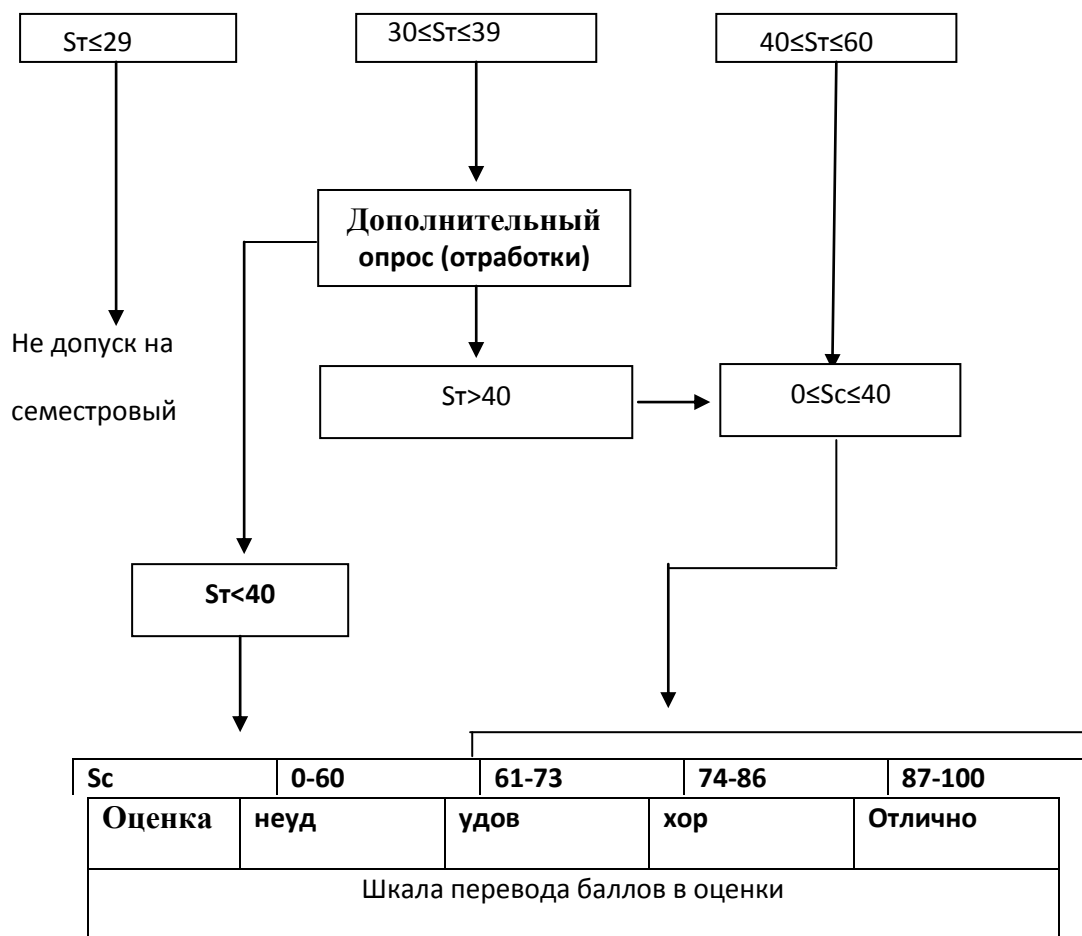 Sт≤29
30≤Sт≤39
40≤Sт≤60
Дополнительный
опрос (отработки)
Не допуск на
семестровый
Sт>40
0≤Sc≤40
Sт<40
Sc 0-60 61-73 74-86 87-100
Оценка неуд удов хор Отлично
Шкала перевода баллов в оценки